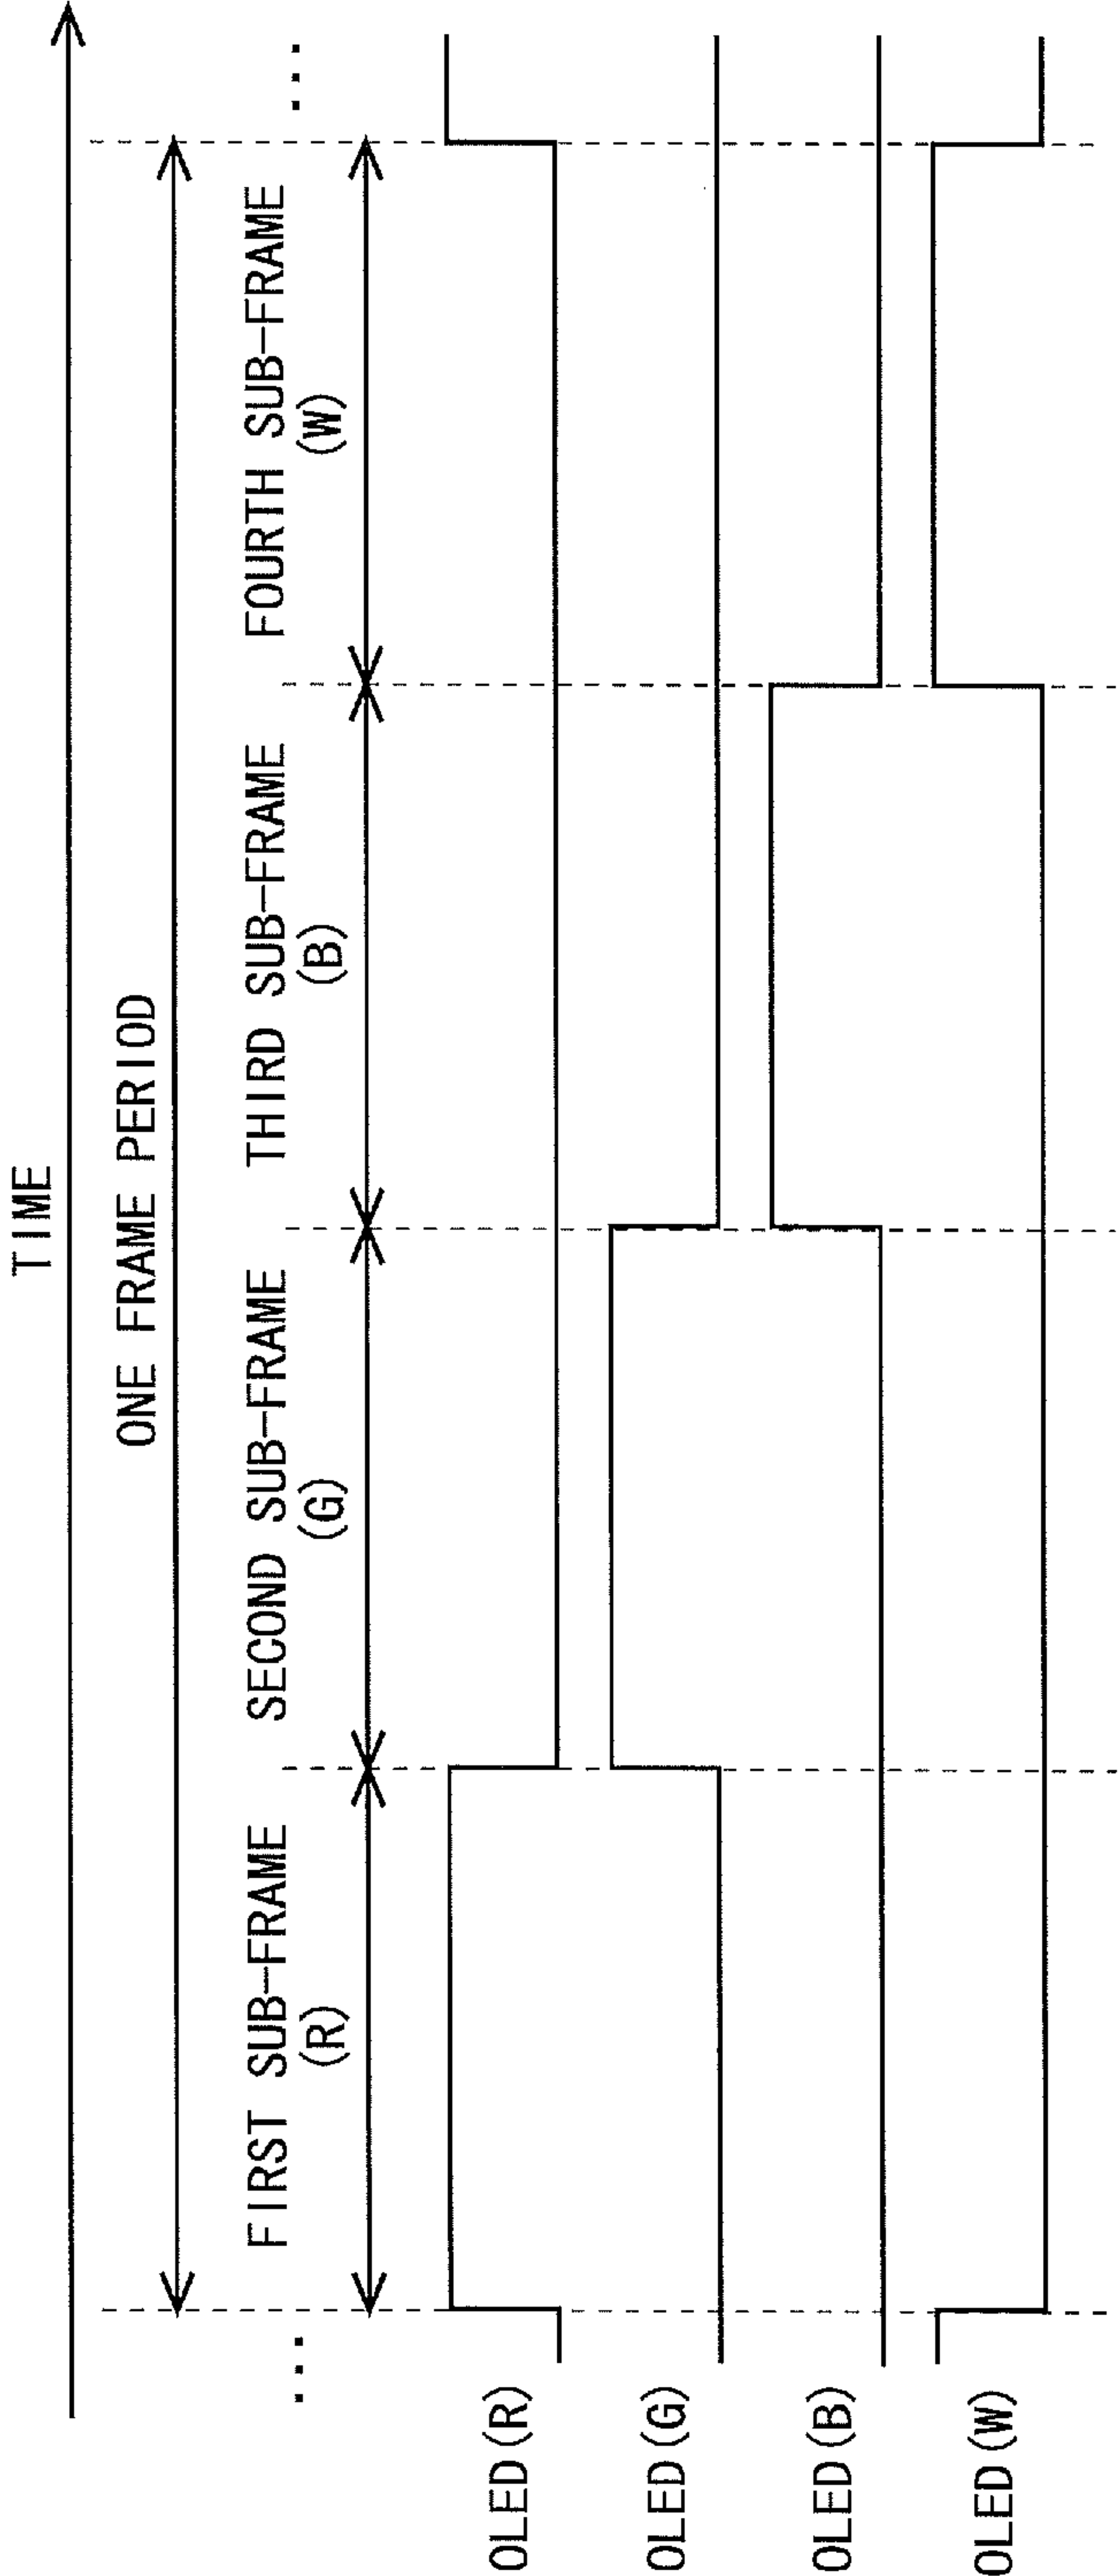 TIME
ONE FRAME PERIOD
... FIRST SUB-FRAME SECOND SUB-FRAME THIRD SUB-FRAME FOURTH SUB-FRAME ...
(R) (G) (B) (W)
OLED(R)
OLED(G)
OLED(B)
OLED(W)